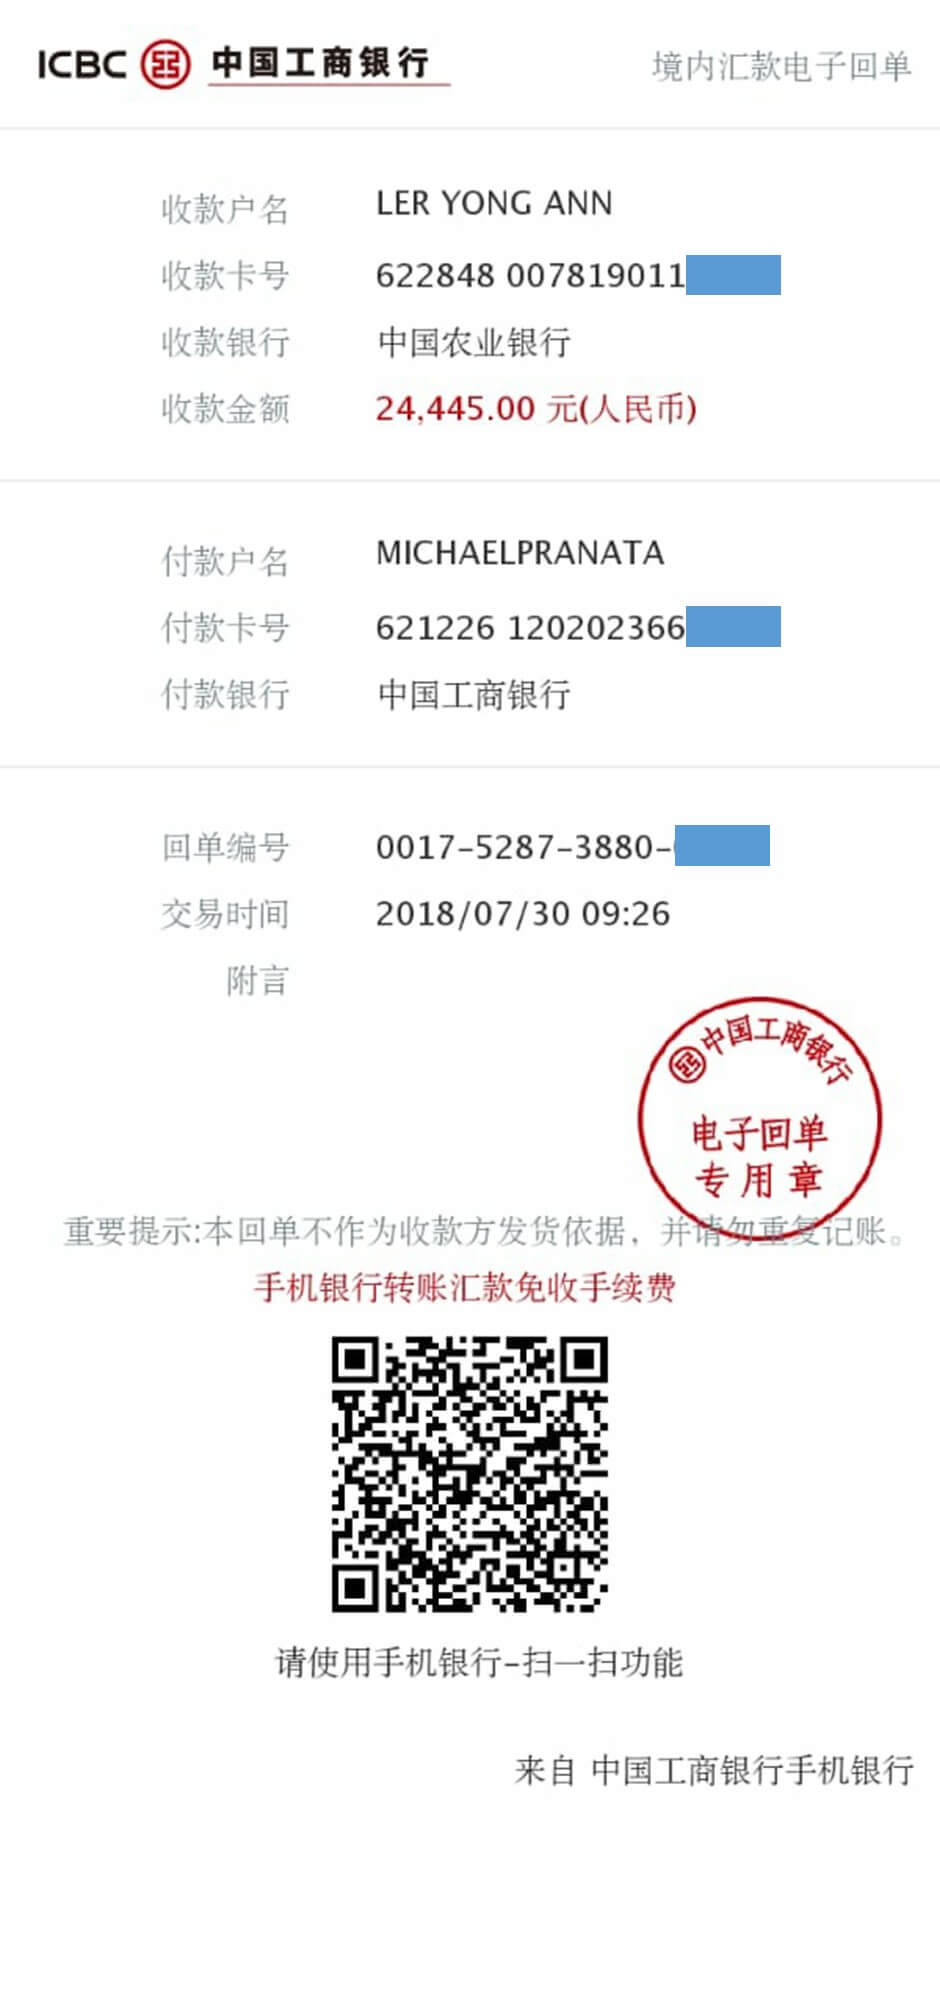 ICBC 中国工商银行 境内汇款电子回单
收款户名 LER YONG ANN
收款卡号 622848 007819011
收款银行 中国农业银行
收款金额 24,445.00 元(人民币)
付款户名 MICHAELPRANATA
付款卡号 621226 120202366
付款银行 中国工商银行
回单编号 0017-5287-3880-
交易时间 2018/07/30 09:26
附言
中国工商银行
电子回单
专用章
重要提示:本回单不作为收款方发货依据，并请勿重复记账。
手机银行转账汇款免收手续费
请使用手机银行-扫一扫功能
来自 中国工商银行手机银行